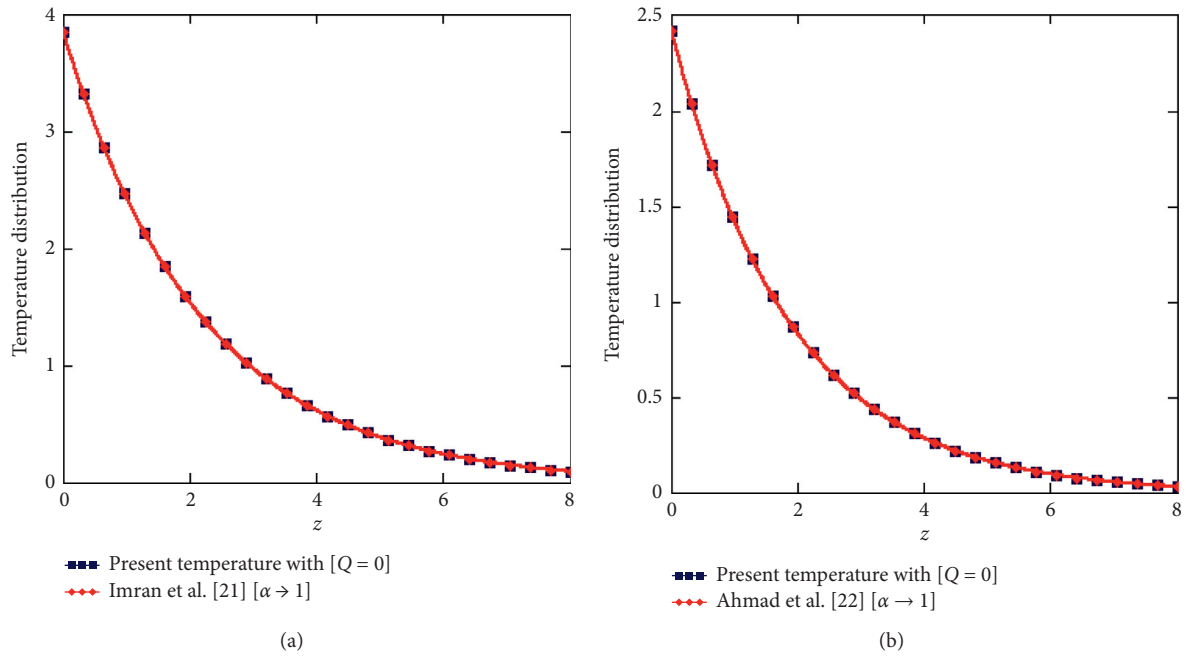 4
3
2
1
0
Temperature distribution
0
2
4
6
8
z
Present temperature with [Q = 0]
Imran et al. [21] [α → 1]
(a)
2.5
2
1.5
1
0.5
0
Temperature distribution
0
2
4
6
8
z
Present temperature with [Q = 0]
Ahmad et al. [22] [α → 1]
(b)